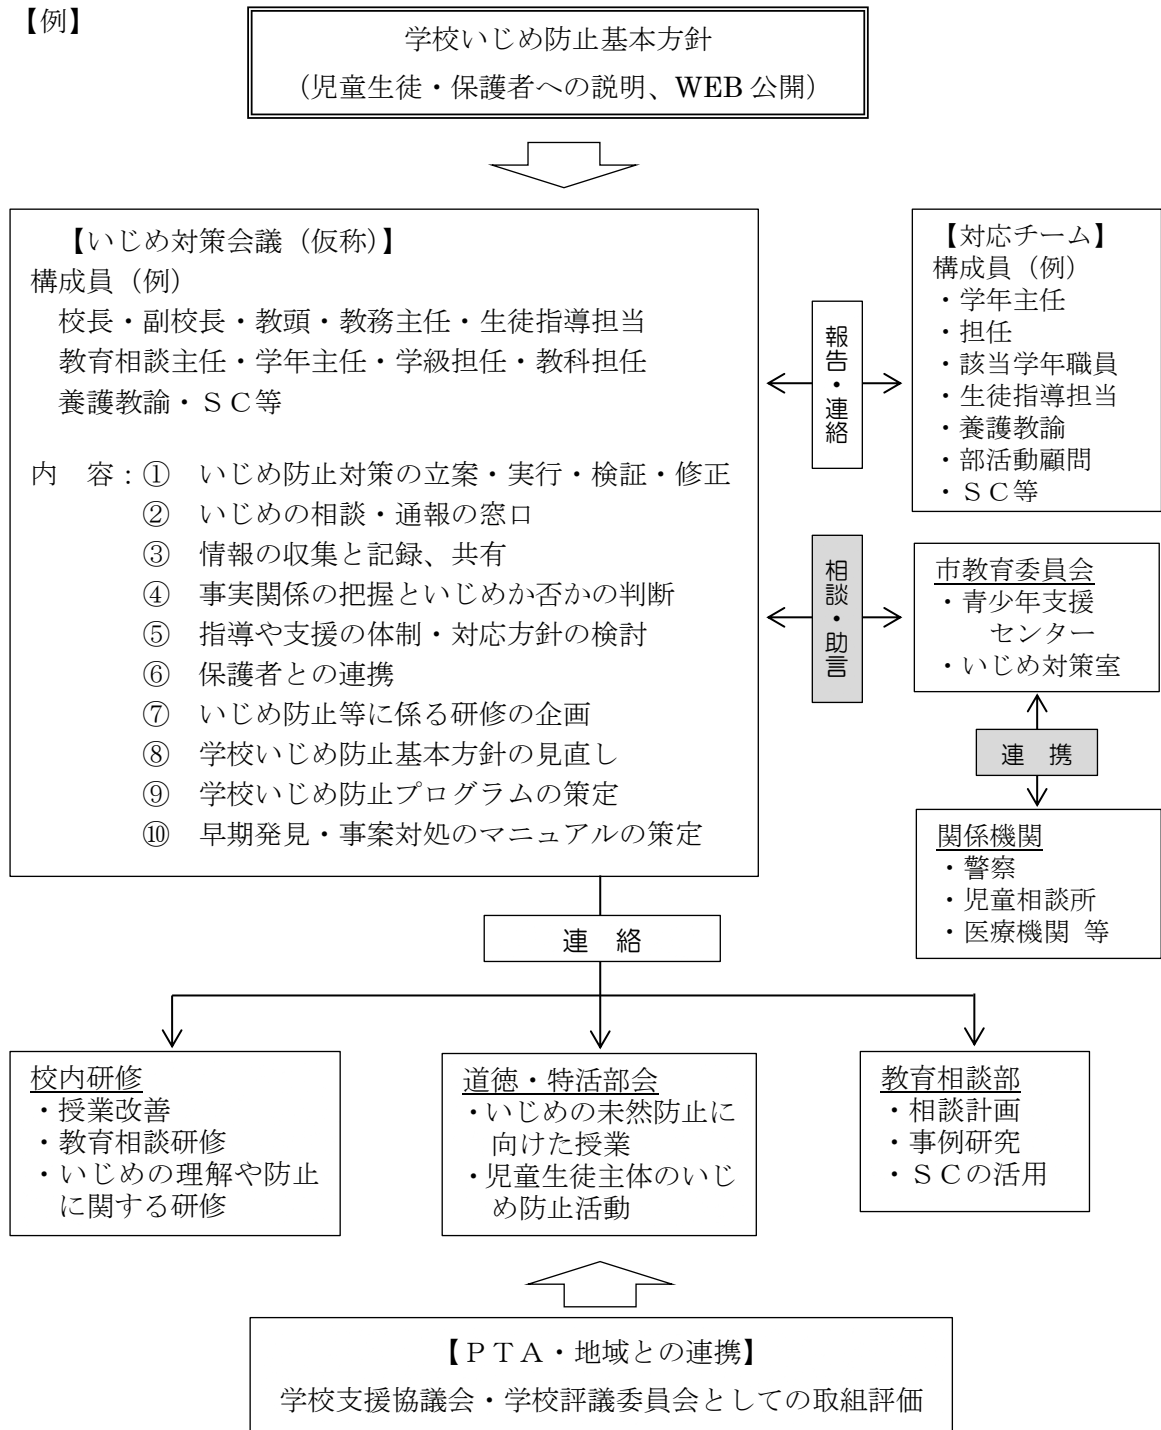 【例】
学校いじめ防止基本方針
(児童生徒・保護者への説明、WEB 公開)
【いじめ対策会議（仮称）】
構成員（例）
校長・副校長・教頭・教務主任・生徒指導担当
教育相談主任・学年主任・学級担任・教科担任
養護教諭・ＳＣ等
内　容：①　いじめ防止対策の立案・実行・検証・修正
②　いじめの相談・通報の窓口
③　情報の収集と記録、共有
④　事実関係の把握といじめか否かの判断
⑤　指導や支援の体制・対応方針の検討
⑥　保護者との連携
⑦　いじめ防止等に係る研修の企画
⑧　学校いじめ防止基本方針の見直し
⑨　学校いじめ防止プログラムの策定
⑩　早期発見・事案対処のマニュアルの策定
報告・連絡
【対応チーム】
構成員（例）
・学年主任
・担任
・該当学年職員
・生徒指導担当
・養護教諭
・部活動顧問
・ＳＣ等
相談・助言
市教育委員会
・青少年支援
センター
・いじめ対策室
連　携
関係機関
・警察
・児童相談所
・医療機関 等
連　絡
校内研修
・授業改善
・教育相談研修
・いじめの理解や防止
に関する研修
道徳・特活部会
・いじめの未然防止に
向けた授業
・児童生徒主体のいじ
め防止活動
教育相談部
・相談計画
・事例研究
・ＳＣの活用
【ＰＴＡ・地域との連携】
学校支援協議会・学校評議委員会としての取組評価